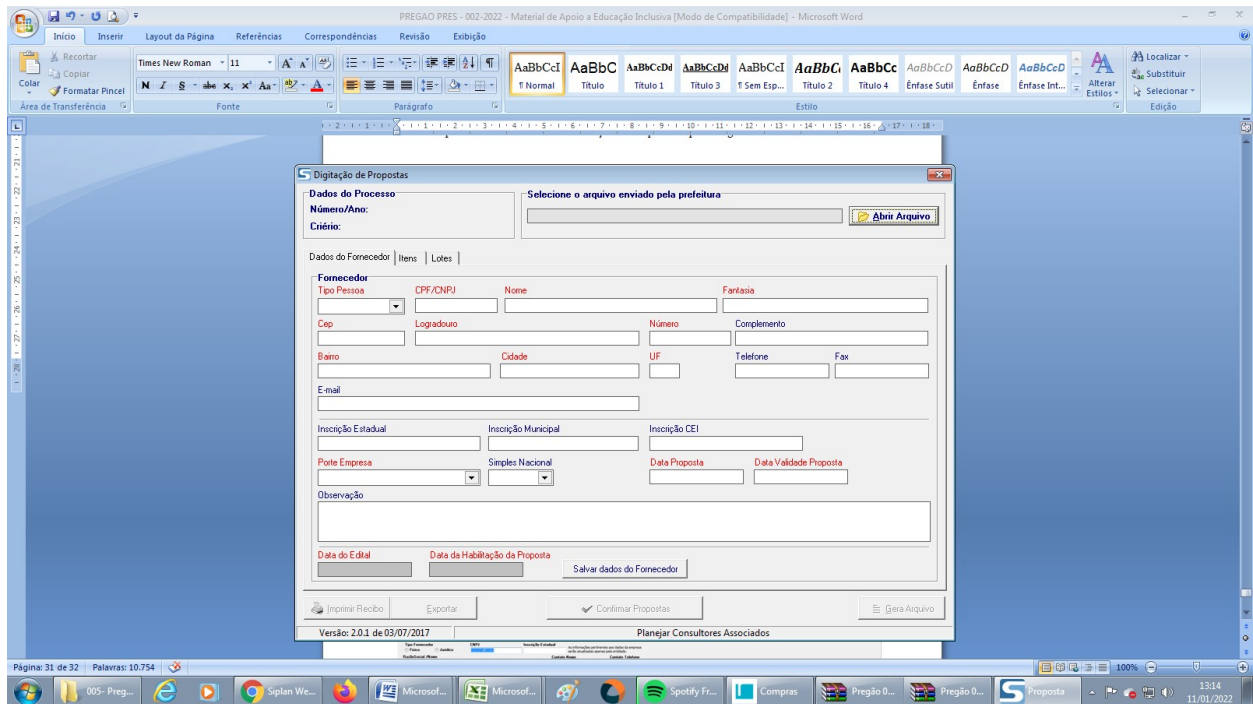 PREGAO PRES - 002-2022 - Material de Apoio a Educação Inclusiva [Modo de Compatibilidade] - Microsoft Word
Início Inserir Layout da Página Referências Correspondências Revisão Exibição
Recortar
Copiar
Formatar Pincel
Colar
Área de Transferência
Times New Roman 11
N I S abe x₂ x² Aa
Fonte
Parágrafo
AaBbCcI AaBbC AaBbCcDd AaBbCcDd AaBbCcI AaBbC AaBbCc AaBbCcD AaBbCcD AaBbCcD
¶ Normal Título Título 1 Título 3 ¶ Sem Esp... Título 2 Título 4 Ênfase Sutil Ênfase Ênfase Int...
Estilo
Alterar Estilos
Localizar
Substituir
Selecionar
Edição
Digitação de Propostas
Dados do Processo
Número/Ano:
Criério:
Selecione o arquivo enviado pela prefeitura
Abrir Arquivo
Dados do Fornecedor Itens Lotes
Fornecedor
Tipo Pessoa CPF/CNPJ Nome Fantasia
Cep Logradouro Número Complemento
Bairro Cidade UF Telefone Fax
E-mail
Inscrição Estadual Inscrição Municipal Inscrição CEI
Porte Empresa Simples Nacional Data Proposta Data Validade Proposta
Observação
Data do Edital Data da Habilitação da Proposta
Salvar dados do Fornecedor
Imprimir Recibo Exportar Confirmar Propostas Gera Arquivo
Versão: 2.0.1 de 03/07/2017 Planejar Consultores Associados
Página: 31 de 32 Palavras: 10.754 100%
005- Preg... Siplan We... Microsof... Microsof... Spotify Fr... Compras Pregão 0... Pregão 0... Proposta
13:14
11/01/2022